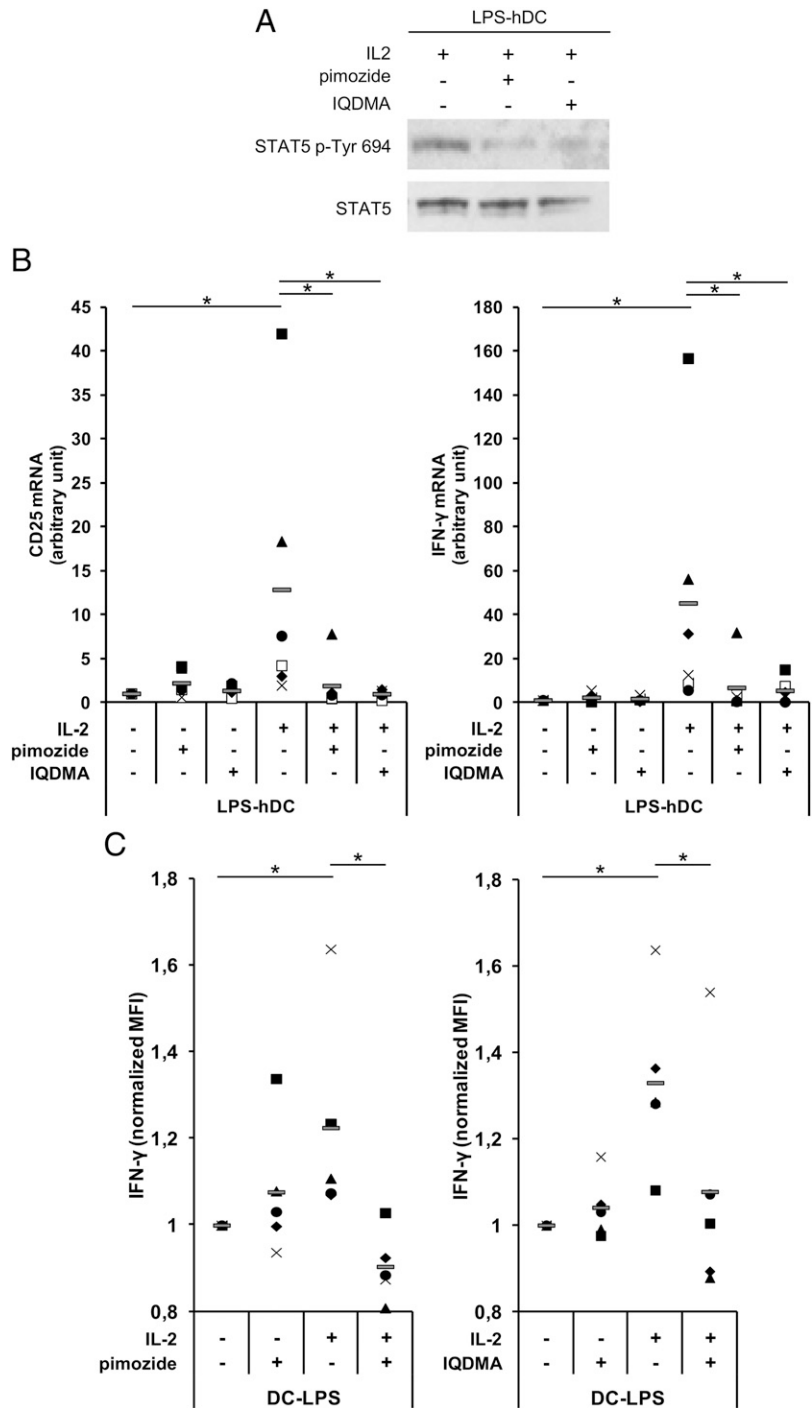 A
LPS-hDC
IL2 + + +
pimozide - + -
IQDMA - - +
STAT5 p-Tyr 694
STAT5
B
* * *
45
40
35
30
25
20
15
10
5
0
CD25 mRNA
(arbitrary unit)
IL-2 - - - + + +
pimozide - + - - + -
IQDMA - - + - - +
LPS-hDC
* * *
180
160
140
120
100
80
60
40
20
0
IFN-γ mRNA
(arbitrary unit)
IL-2 - - - + + +
pimozide - + - - + -
IQDMA - - + - - +
LPS-hDC
C
* *
1,8
1,6
1,4
1,2
1
0,8
IFN-γ (normalized MFI)
IL-2 - - + +
pimozide - + - +
DC-LPS
* *
1,8
1,6
1,4
1,2
1
0,8
IFN-γ (normalized MFI)
IL-2 - - + +
IQDMA - + - +
DC-LPS